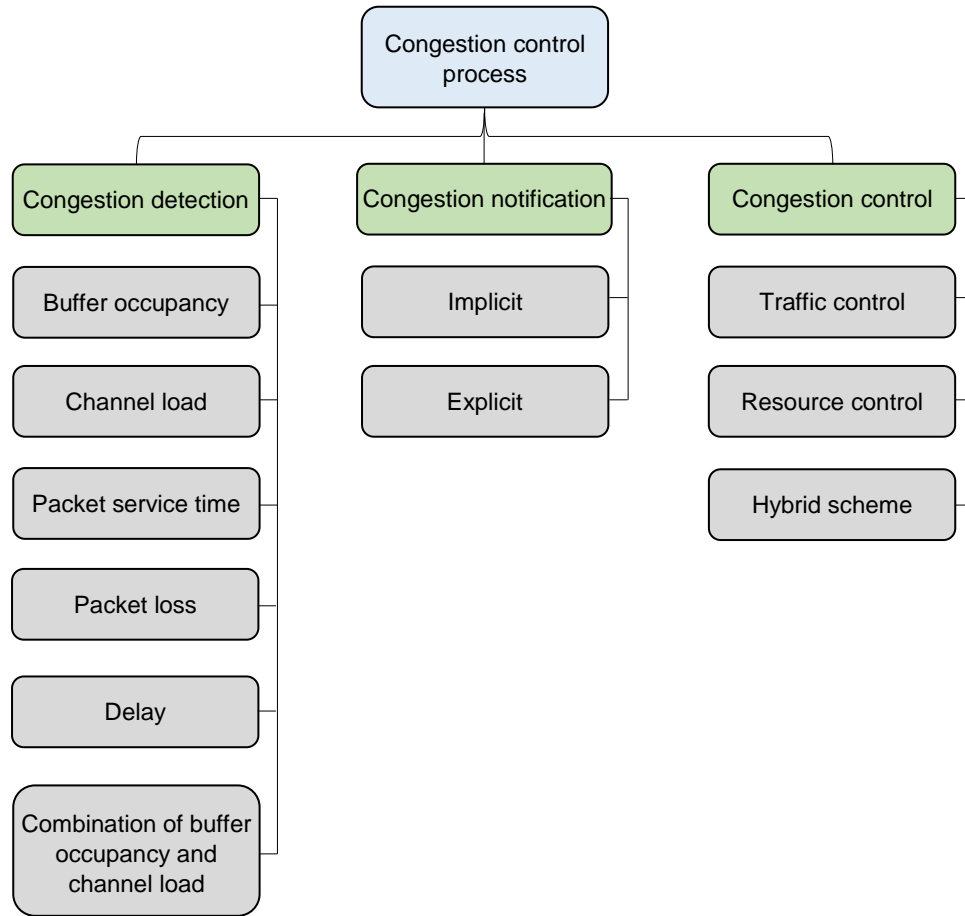 Congestion control
process
Congestion detection
Buffer occupancy
Channel load
Packet service time
Packet loss
Delay
Combination of buffer
occupancy and
channel load
Congestion notification
Implicit
Explicit
Congestion control
Traffic control
Resource control
Hybrid scheme